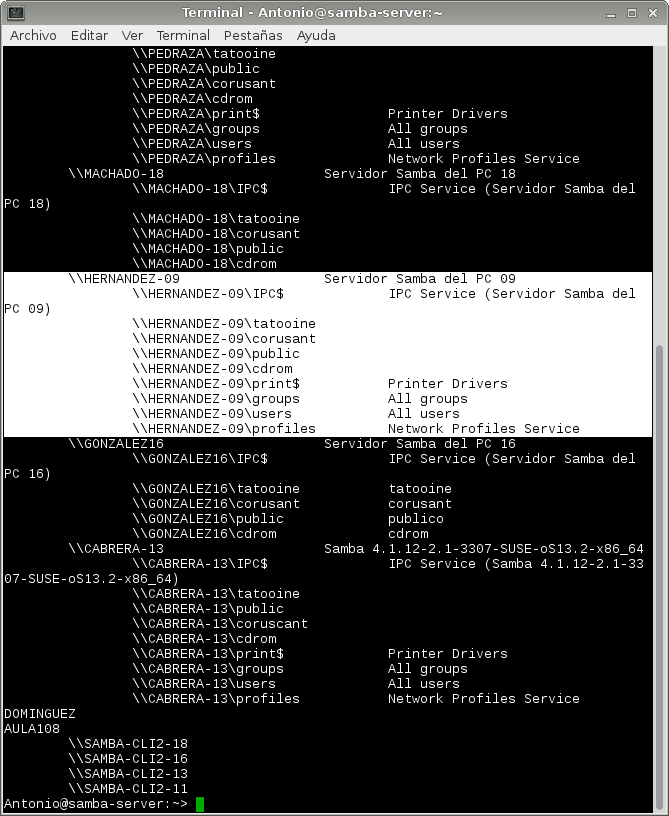 Terminal - Antonio@samba-server:~
Archivo Editar Ver Terminal Pestañas Ayuda
\\PEDRAZA\tatooine
\\PEDRAZA\public
\\PEDRAZA\corusant
\\PEDRAZA\cdrom
\\PEDRAZA\print$ Printer Drivers
\\PEDRAZA\groups All groups
\\PEDRAZA\users All users
\\PEDRAZA\profiles Network Profiles Service
\\MACHADO-18 Servidor Samba del PC 18
\\MACHADO-18\IPC$ IPC Service (Servidor Samba del
PC 18)
\\MACHADO-18\tatooine
\\MACHADO-18\corusant
\\MACHADO-18\public
\\MACHADO-18\cdrom
\\HERNANDEZ-09 Servidor Samba del PC 09
\\HERNANDEZ-09\IPC$ IPC Service (Servidor Samba del
PC 09)
\\HERNANDEZ-09\tatooine
\\HERNANDEZ-09\corusant
\\HERNANDEZ-09\public
\\HERNANDEZ-09\cdrom
\\HERNANDEZ-09\print$ Printer Drivers
\\HERNANDEZ-09\groups All groups
\\HERNANDEZ-09\users All users
\\HERNANDEZ-09\profiles Network Profiles Service
\\GONZALEZ16 Servidor Samba del PC 16
\\GONZALEZ16\IPC$ IPC Service (Servidor Samba del
PC 16)
\\GONZALEZ16\tatooine tatooine
\\GONZALEZ16\corusant corusant
\\GONZALEZ16\public publico
\\GONZALEZ16\cdrom cdrom
\\CABRERA-13 Samba 4.1.12-2.1-3307-SUSE-oS13.2-x86_64
\\CABRERA-13\IPC$ IPC Service (Samba 4.1.12-2.1-33
07-SUSE-oS13.2-x86_64)
\\CABRERA-13\tatooine
\\CABRERA-13\public
\\CABRERA-13\coruscant
\\CABRERA-13\cdrom
\\CABRERA-13\print$ Printer Drivers
\\CABRERA-13\groups All groups
\\CABRERA-13\users All users
\\CABRERA-13\profiles Network Profiles Service
DOMINGUEZ
AULA108
\\SAMBA-CLI2-18
\\SAMBA-CLI2-16
\\SAMBA-CLI2-13
\\SAMBA-CLI2-11
Antonio@samba-server:~>